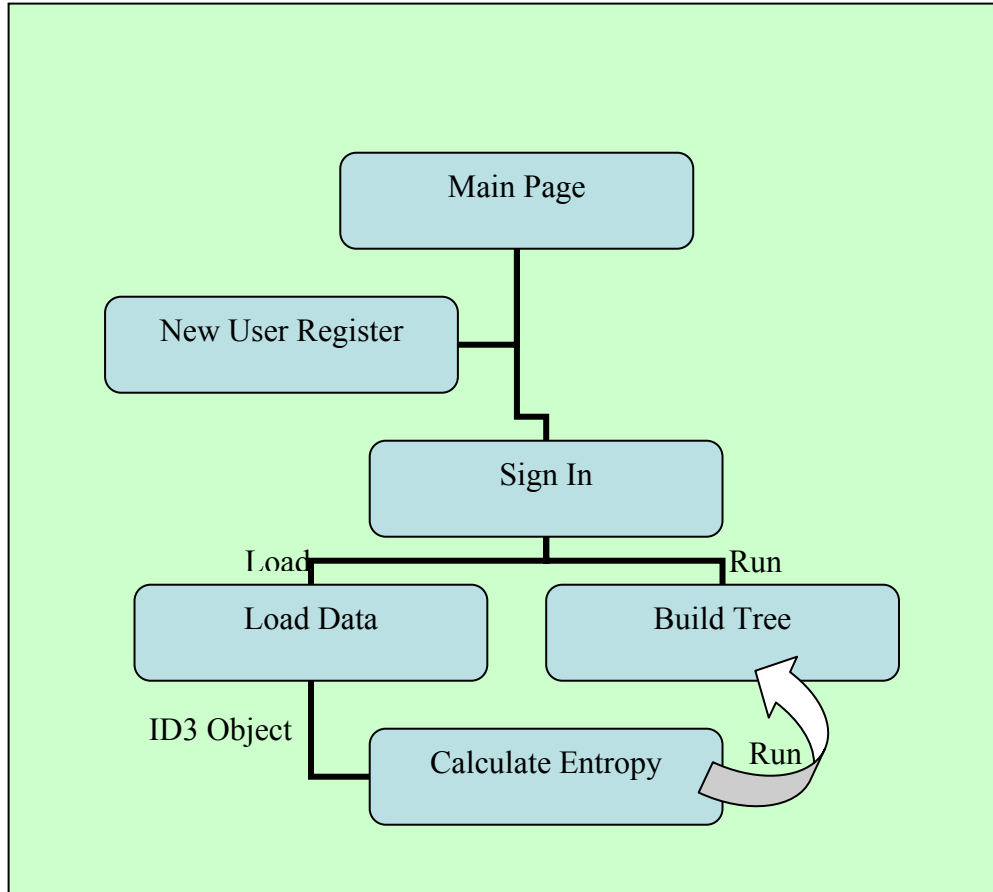 Main Page
New User Register
Sign In
Load
Run
Load Data
Build Tree
ID3 Object
Calculate Entropy
Run